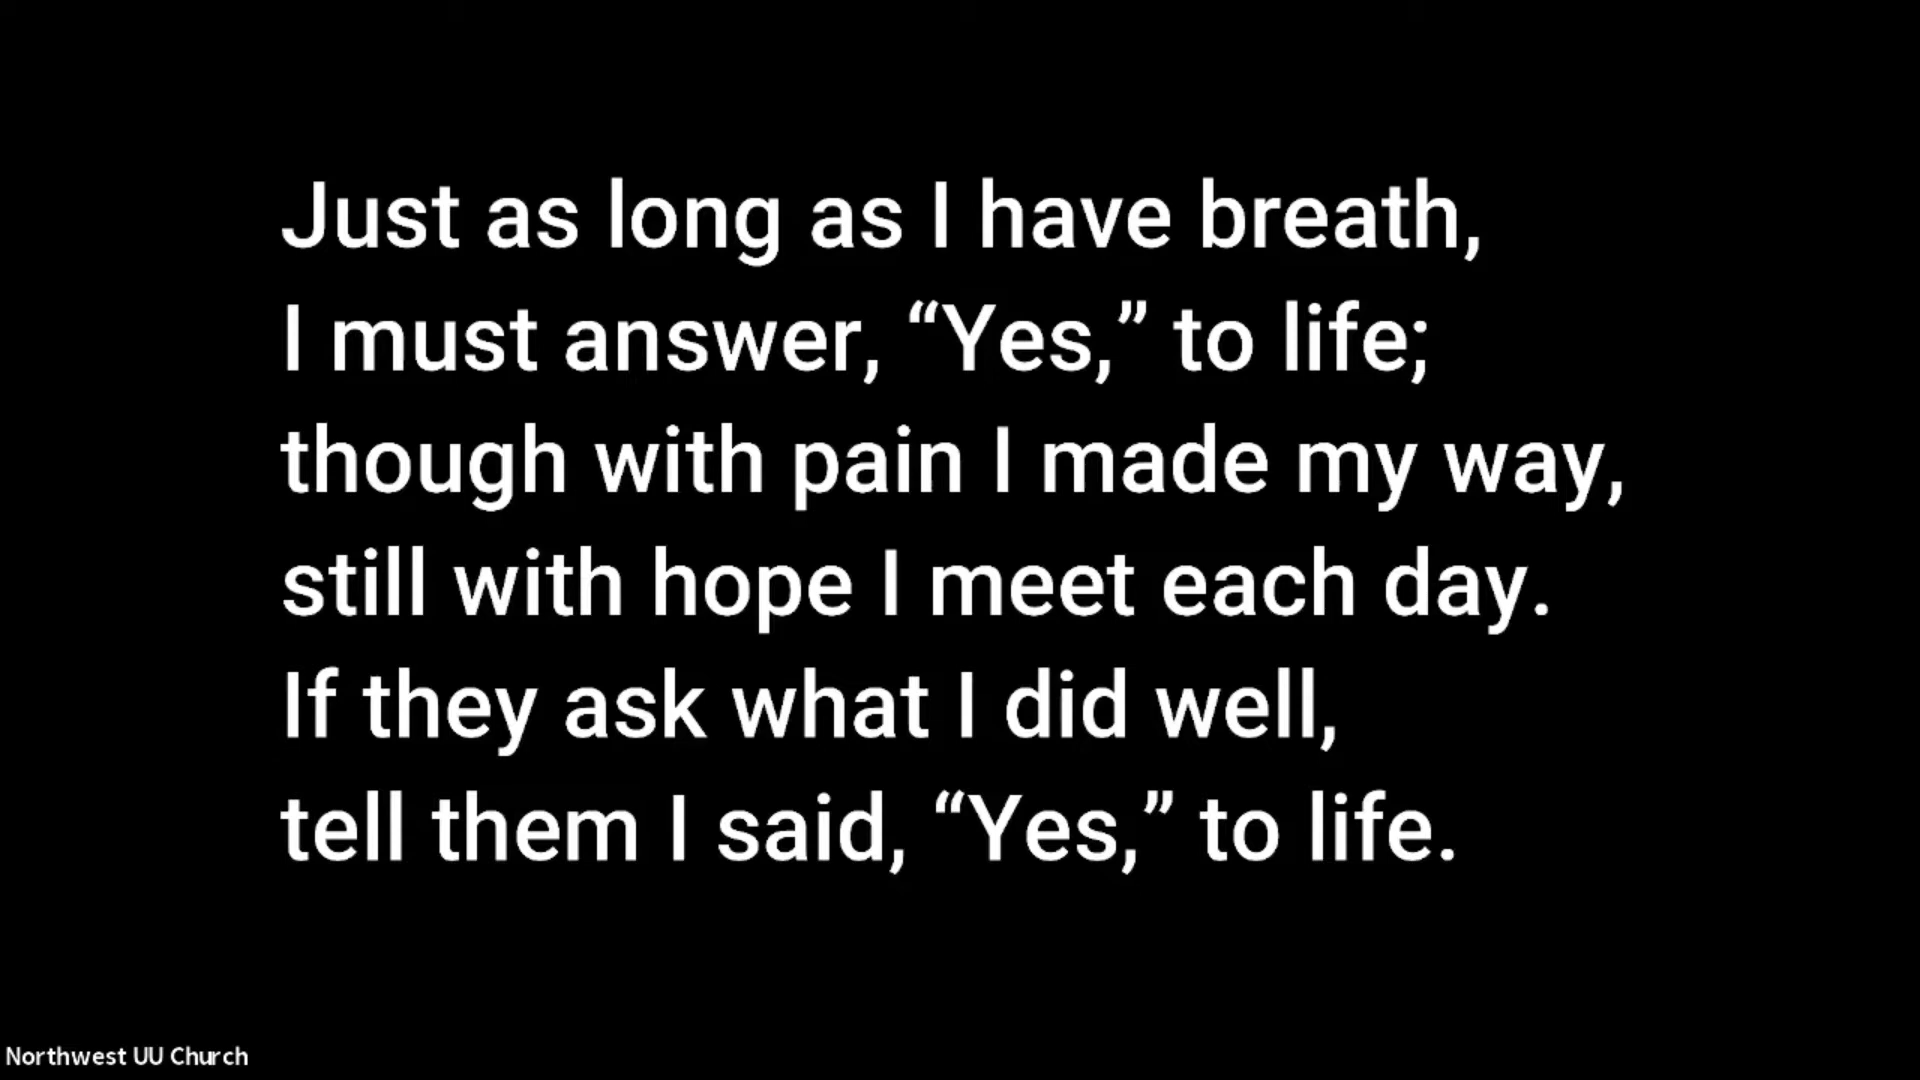 Just as long as I have breath,
I must answer, “Yes,” to life;
though with pain I made my way,
still with hope I meet each day.
If they ask what I did well,
tell them I said, “Yes,” to life.
Northwest UU Church